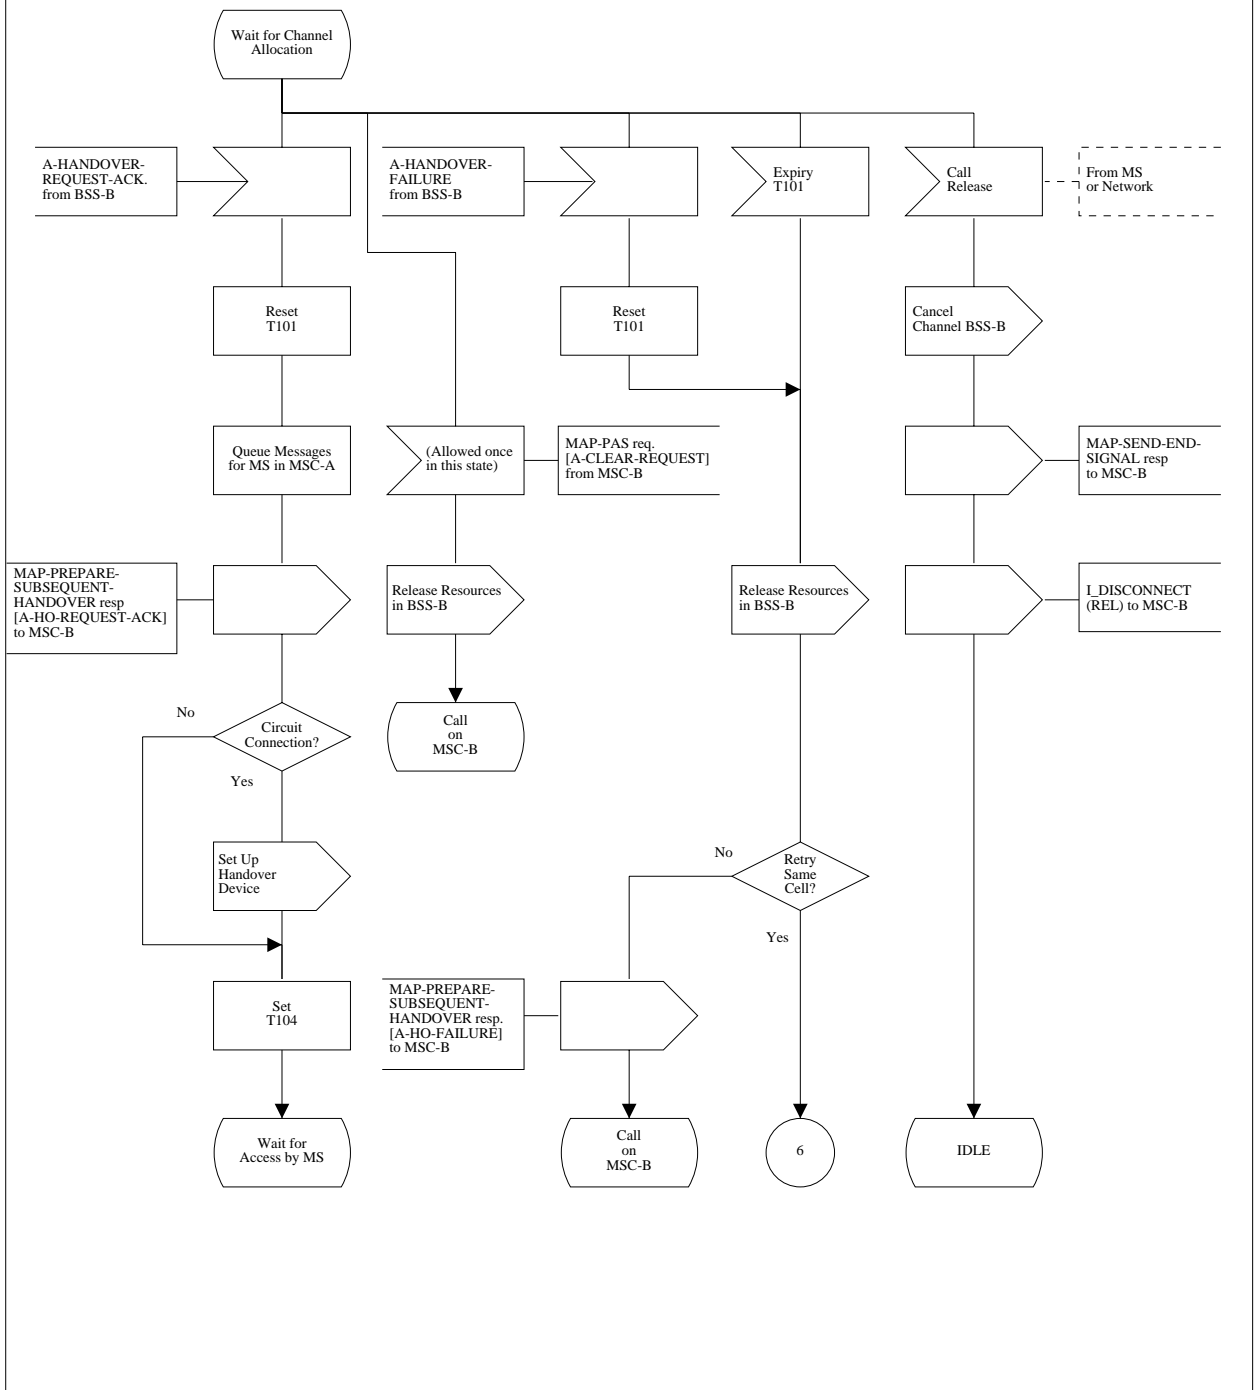 Wait for Channel
Allocation
A-HANDOVER-
REQUEST-ACK.
from BSS-B
A-HANDOVER-
FAILURE
from BSS-B
Expiry
T101
Call
Release
From MS
or Network
Reset
T101
Reset
T101
Cancel
Channel BSS-B
Queue Messages
for MS in MSC-A
(Allowed once
in this state)
MAP-PAS req.
[A-CLEAR-REQUEST]
from MSC-B
MAP-SEND-END-
SIGNAL resp
to MSC-B
MAP-PREPARE-
SUBSEQUENT-
HANDOVER resp
[A-HO-REQUEST-ACK]
to MSC-B
Release Resources
in BSS-B
Release Resources
in BSS-B
I_DISCONNECT
(REL) to MSC-B
No
Circuit
Connection?
Yes
Call
on
MSC-B
Set Up
Handover
Device
No
Retry
Same
Cell?
Yes
Set
T104
MAP-PREPARE-
SUBSEQUENT-
HANDOVER resp.
[A-HO-FAILURE]
to MSC-B
Wait for
Access by MS
Call
on
MSC-B
6
IDLE